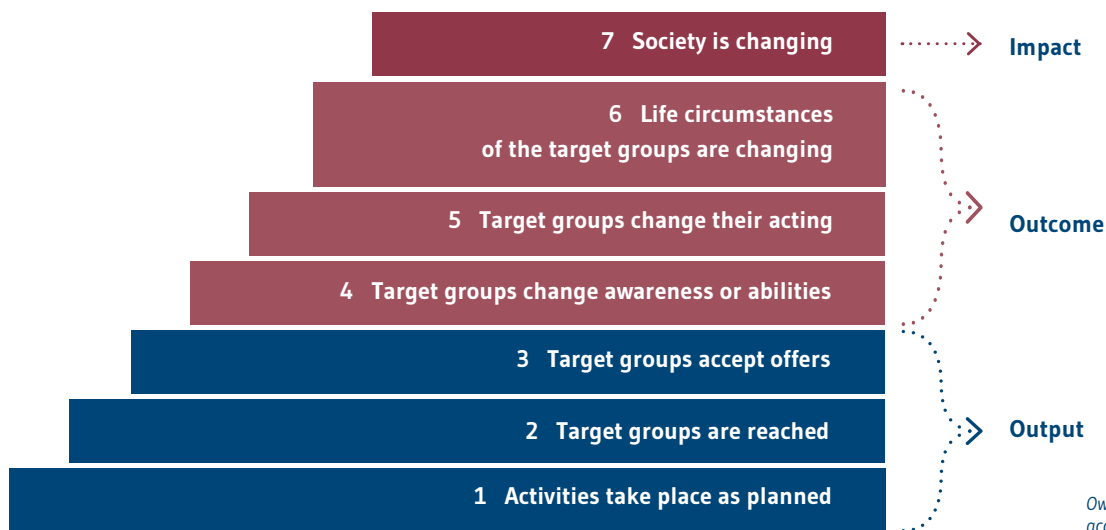 7 Society is changing
Impact
6 Life circumstances
of the target groups are changing
5 Target groups change their acting
Outcome
4 Target groups change awareness or abilities
3 Target groups accept offers
2 Target groups are reached
Output
1 Activities take place as planned